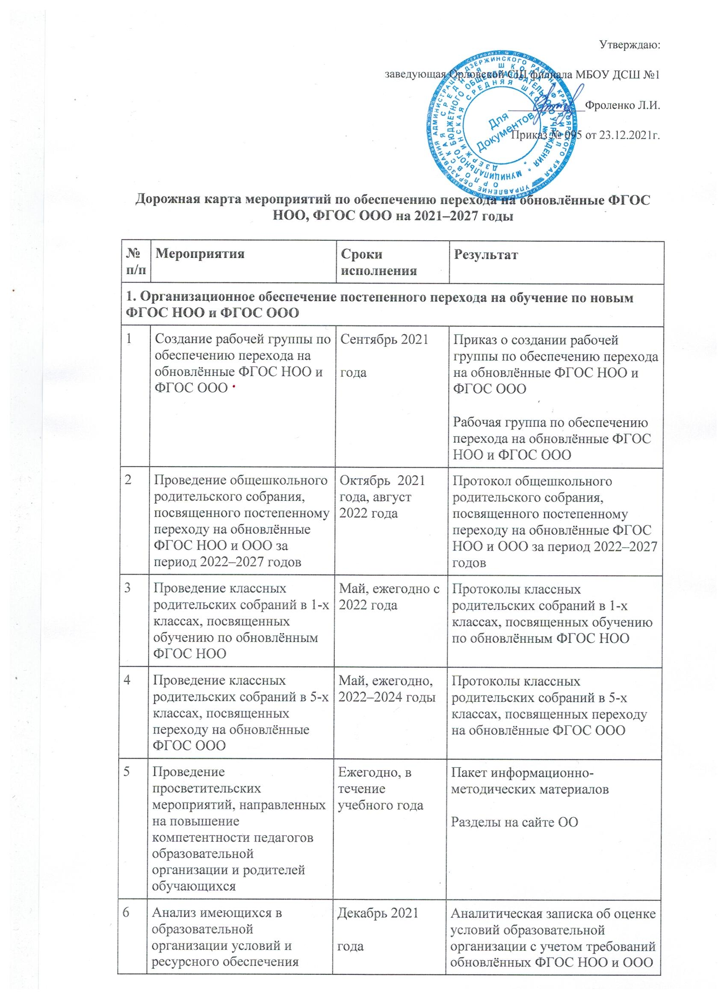 Утверждаю:
заведующая Орловской СШ филиала МБОУ ДСШ №1
Фроленко Л.И.
Приказ № 095 от 23.12.2021г.
Для
Документов
Дорожная карта мероприятий по обеспечению перехода на обновлённые ФГОС
НОО, ФГОС ООО на 2021–2027 годы
№
п/п
Мероприятия
Сроки
исполнения
Результат
1. Организационное обеспечение постепенного перехода на обучение по новым
ФГОС НОО и ФГОС ООО
1
Создание рабочей группы по
обеспечению перехода на
обновлённые ФГОС НОО и
ФГОС ООО
Сентябрь 2021
года
Приказ о создании рабочей
группы по обеспечению перехода
на обновлённые ФГОС НОО и
ФГОС ООО
Рабочая группа по обеспечению
перехода на обновлённые ФГОС
НОО и ФГОС ООО
2
Проведение общешкольного
родительского собрания,
посвященного постепенному
переходу на обновлённые
ФГОС НОО и ООО за
период 2022–2027 годов
Октябрь 2021
года, август
2022 года
Протокол общешкольного
родительского собрания,
посвященного постепенному
переходу на обновлённые ФГОС
НОО и ООО за период 2022–2027
годов
3
Проведение классных
родительских собраний в 1-х
классах, посвященных
обучению по обновлённым
ФГОС НОО
Май, ежегодно с
2022 года
Протоколы классных
родительских собраний в 1-х
классах, посвященных обучению
по обновлённым ФГОС НОО
4
Проведение классных
родительских собраний в 5-х
классах, посвященных
переходу на обновлённые
ФГОС ООО
Май, ежегодно,
2022–2024 годы
Протоколы классных
родительских собраний в 5-х
классах, посвященных переходу
на обновлённые ФГОС ООО
5
Проведение
просветительских
мероприятий, направленных
на повышение
компетентности педагогов
образовательной
организации и родителей
обучающихся
Ежегодно, в
течение
учебного года
Пакет информационно-
методических материалов
Разделы на сайте ОО
6
Анализ имеющихся в
образовательной
организации условий и
ресурсного обеспечения
Декабрь 2021
года
Аналитическая записка об оценке
условий образовательной
организации с учетом требований
обновлённых ФГОС НОО и ООО